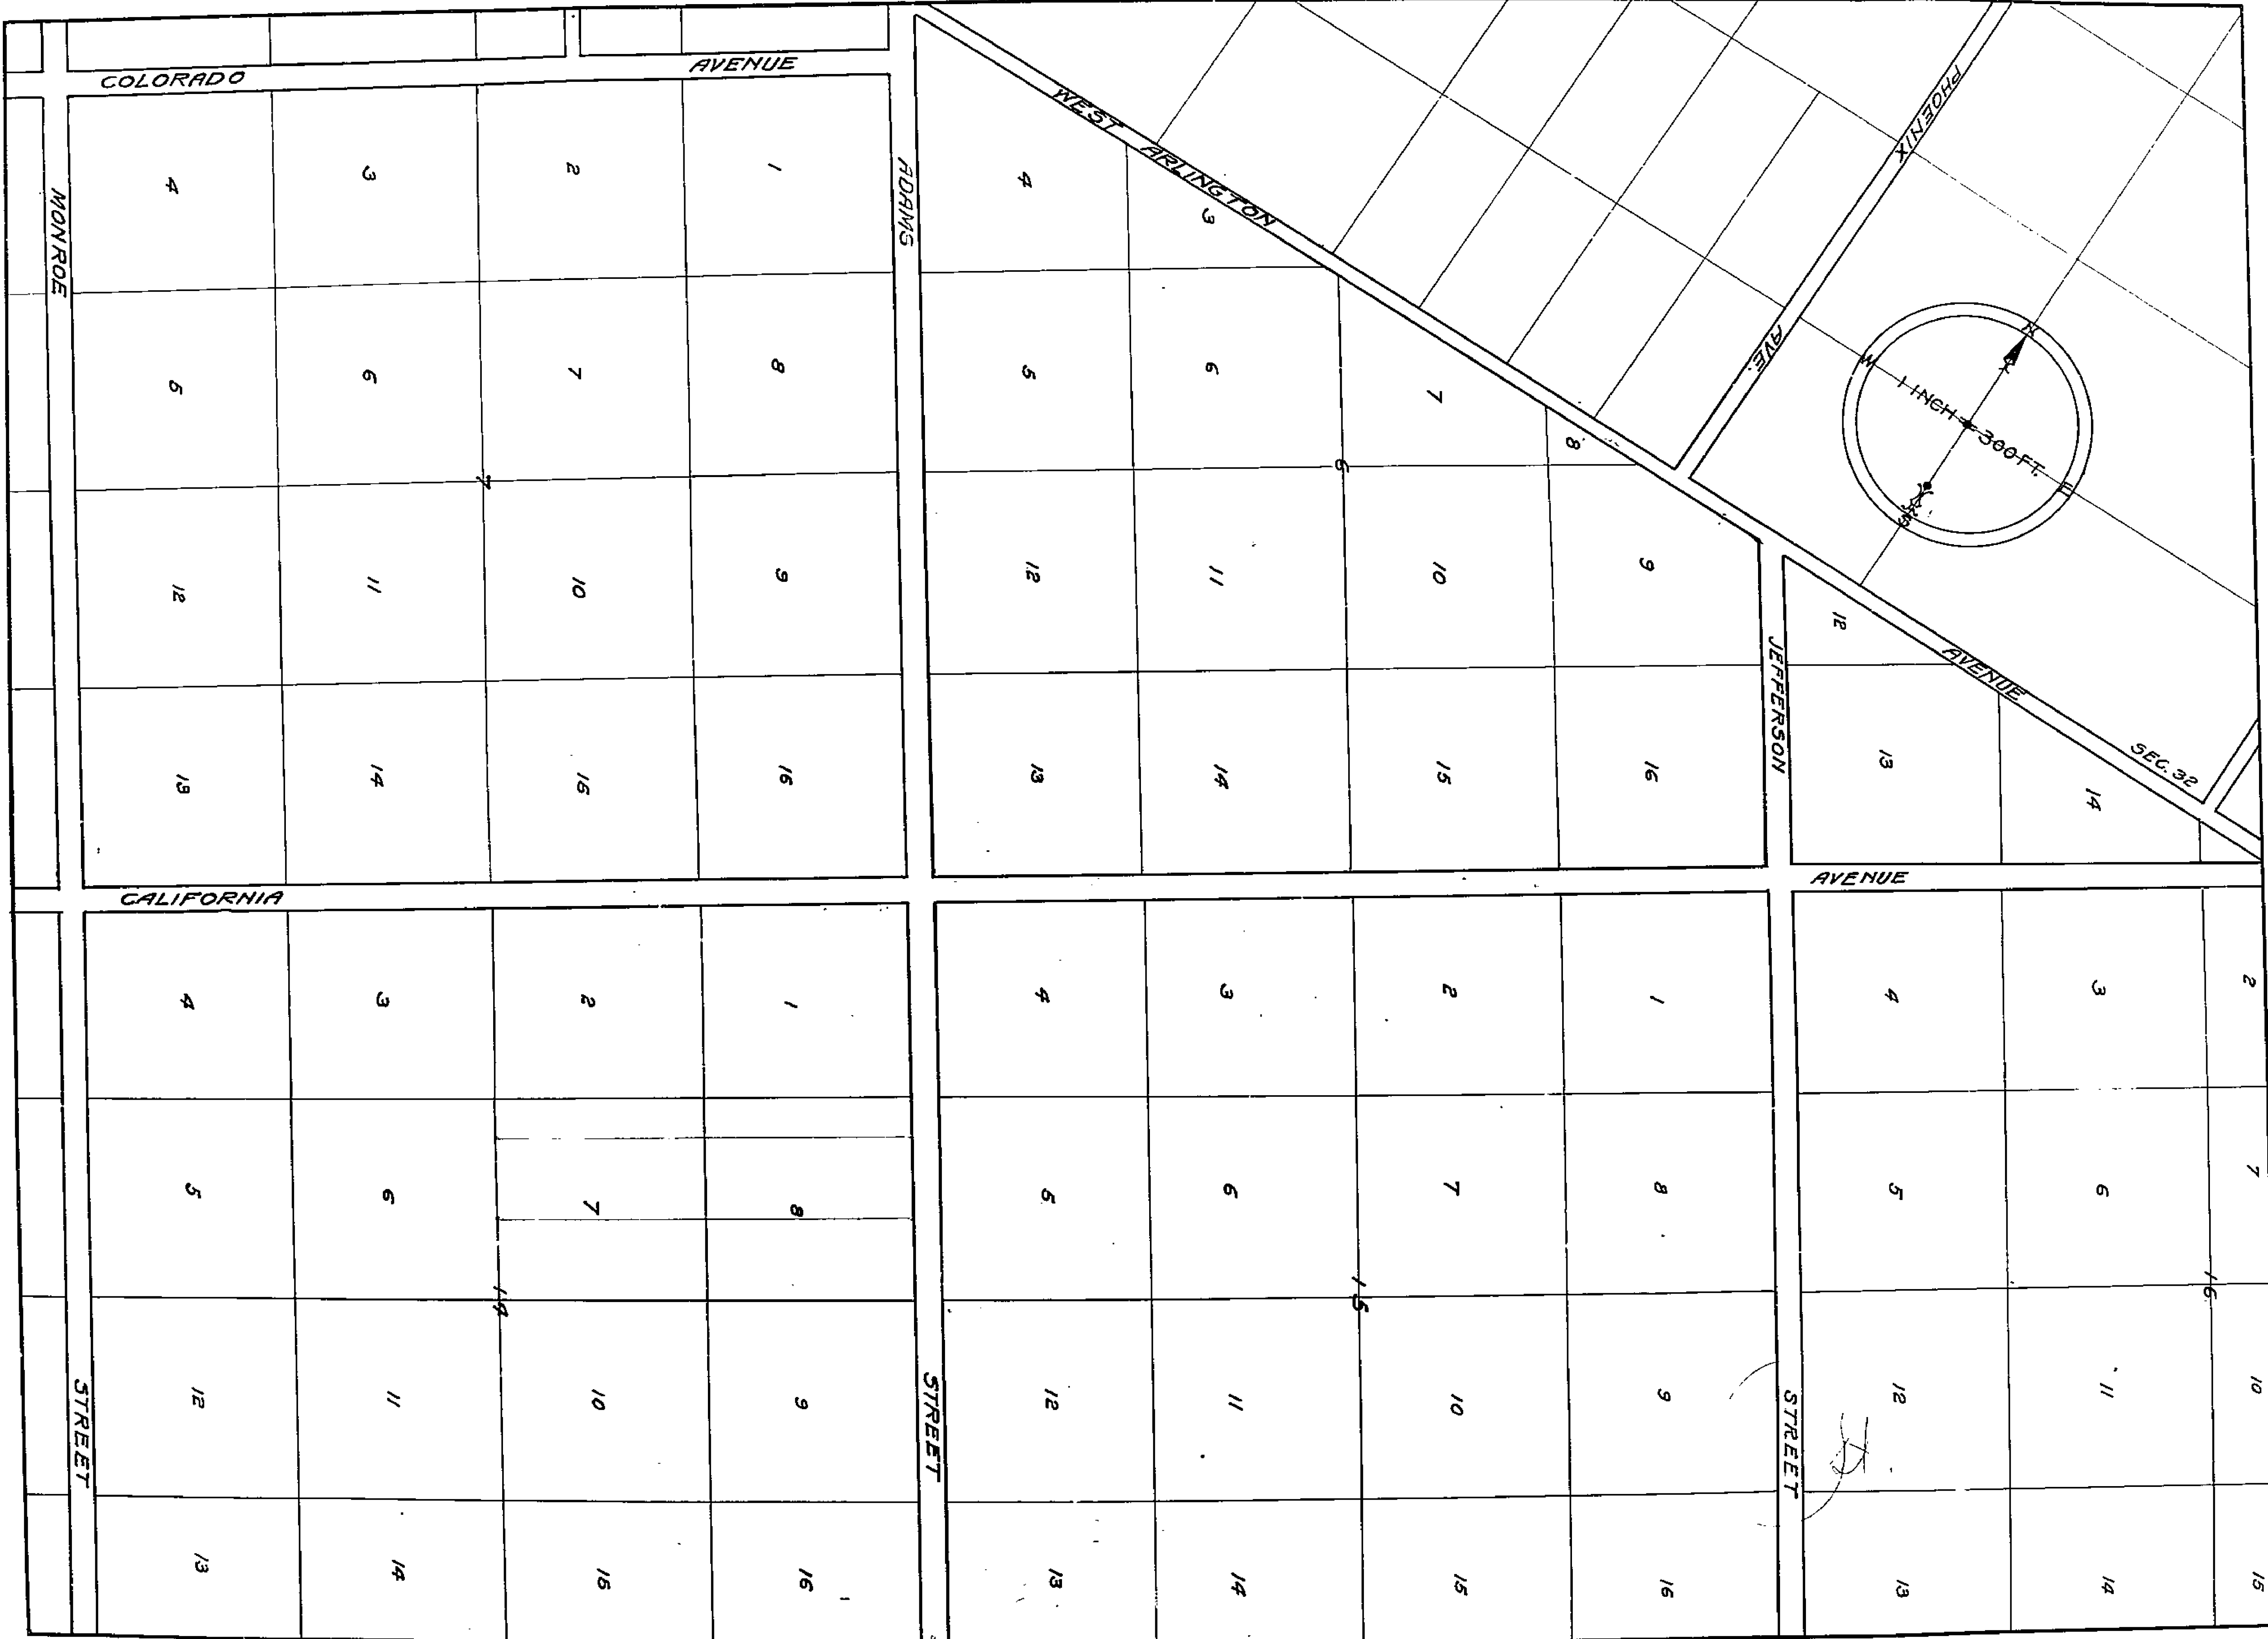 COLORADO AVENUE
MONROE
ADAMS
WEST ARLINGTON
PHOENIX
AVE.
N
W
1 INCH = 300 FT.
E
S
4 3 2 1
5 6 7 8
7
12 11 10 9
13 14 15 16
4 3
5 6 7 8
6
12 11 10 9
13 14 15 16
JEFFERSON
12
AVENUE
SEC. 32
13 14
CALIFORNIA AVENUE
4 3 2 1
5 6 7 8
14
12 11 10 9
13 14 15 16
STREET
4 3 2 1
5 6 7 8
15
12 11 10 9
13 14 15 16
STREET
4 3 2
5 6 7
16
12 11 10
13 14 15
STREET